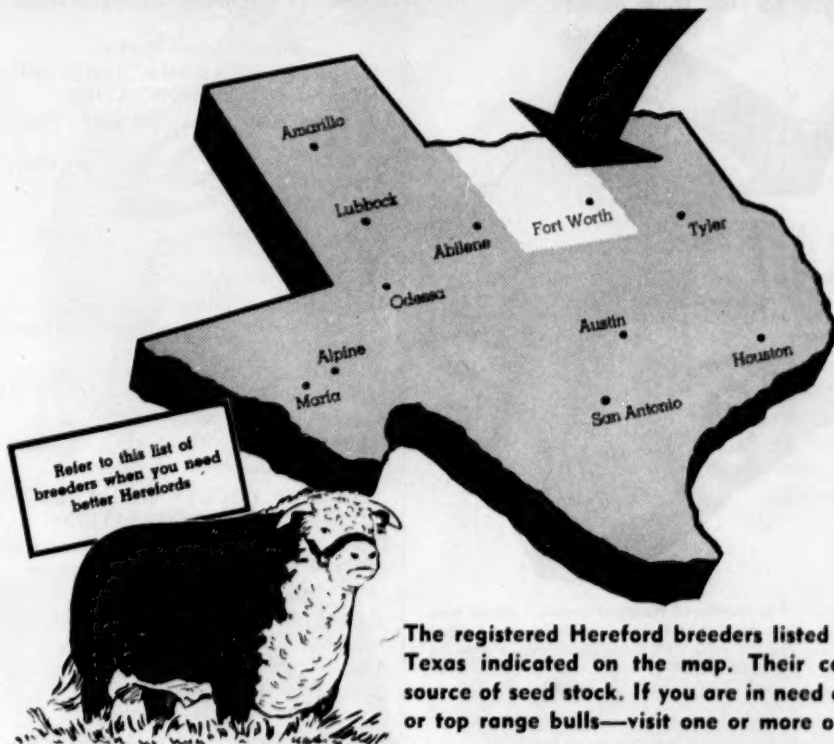 Amarillo
Lubbock
Abilene
Fort Worth
Tyler
Odessa
Austin
Houston
Alpine
Marfa
San Antonio
Refer to this list of
breeders when you need
better Herefords
The registered Hereford breeders listed
Texas indicated on the map. Their ce
source of seed stock. If you are in need
or top range bulls—visit one or more o